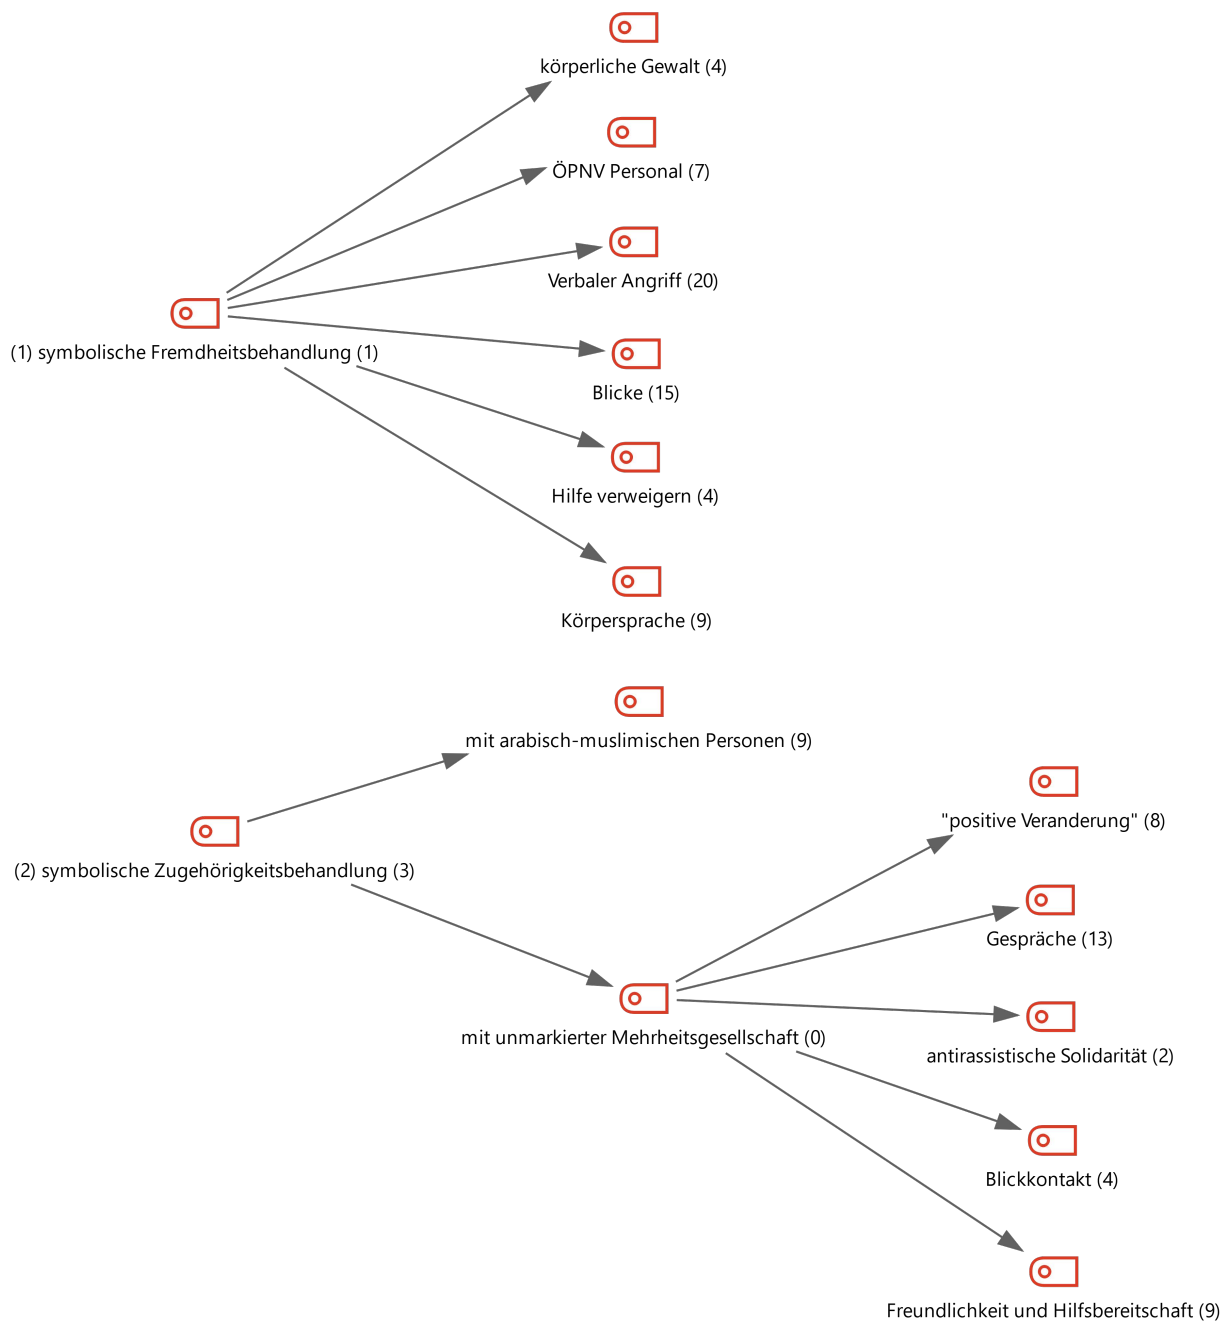 körperliche Gewalt (4)
ÖPNV Personal (7)
Verbaler Angriff (20)
(1) symbolische Fremdheitsbehandlung (1)
Blicke (15)
Hilfe verweigern (4)
Körpersprache (9)
mit arabisch-muslimischen Personen (9)
"positive Veranderung" (8)
(2) symbolische Zugehörigkeitsbehandlung (3)
Gespräche (13)
mit unmarkierter Mehrheitsgesellschaft (0)
antirassistische Solidarität (2)
Blickkontakt (4)
Freundlichkeit und Hilfsbereitschaft (9)